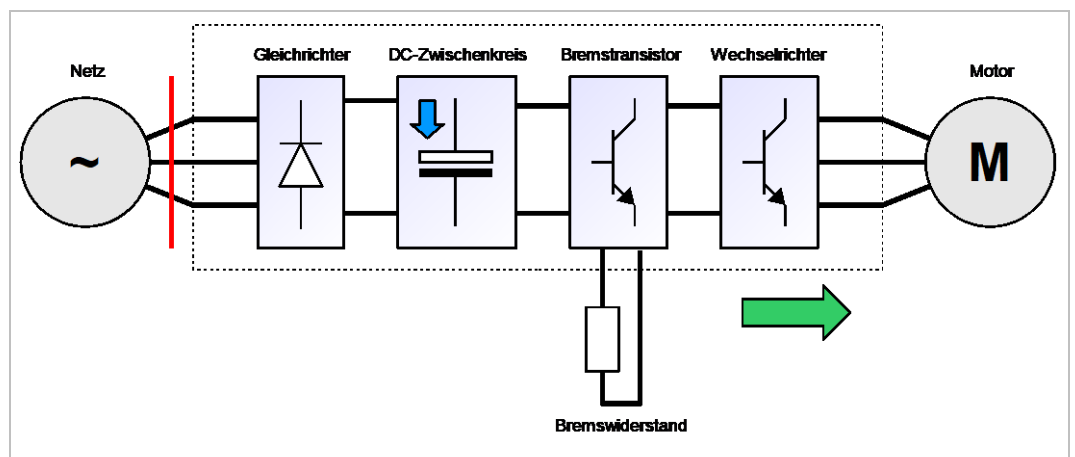 Gleichrichter
DC-Zwischenkreis
Bremstransistor
Wechselrichter
Netz
Motor
~
M
Bremswiderstand